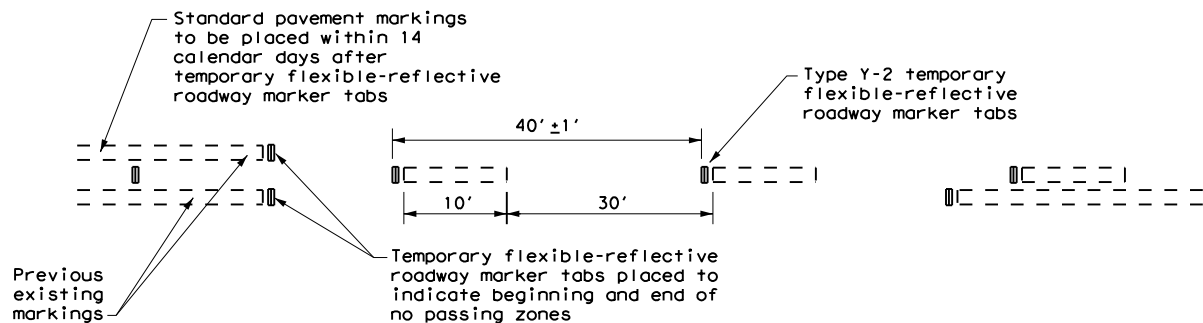 Standard pavement markings
to be placed within 14
calendar days after
temporary flexible-reflective
roadway marker tabs
Type Y-2 temporary
flexible-reflective
roadway marker tabs
40' ±1'
10'
30'
Previous
existing
markings
Temporary flexible-reflective
roadway marker tabs placed to
indicate beginning and end of
no passing zones